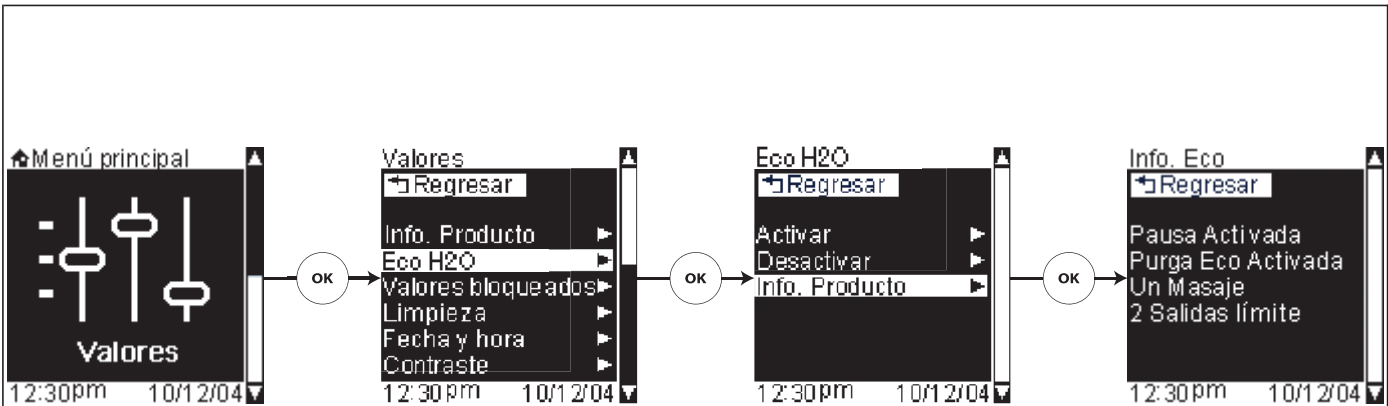 Menú principal
Valores
12:30pm 10/12/04
OK
Valores
Regresar
Info. Producto
Eco H2O
Valores bloqueados
Limpieza
Fecha y hora
Contraste
12:30pm 10/12/04
OK
Eco H2O
Regresar
Activar
Desactivar
Info. Producto
12:30pm 10/12/04
OK
Info. Eco
Regresar
Pausa Activada
Purga Eco Activada
Un Masaje
2 Salidas límite
12:30pm 10/12/04